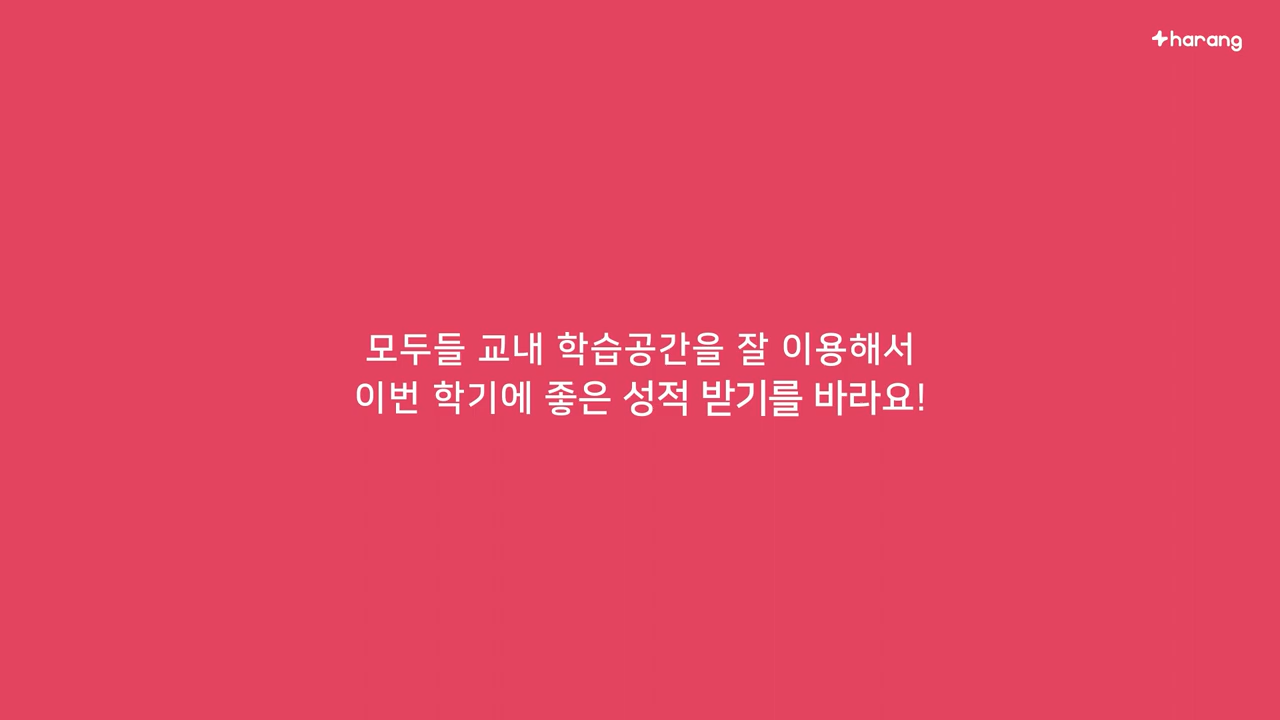 harang
모두들 교내 학습공간을 잘 이용해서
이번 학기에 좋은 성적 받기를 바라요!